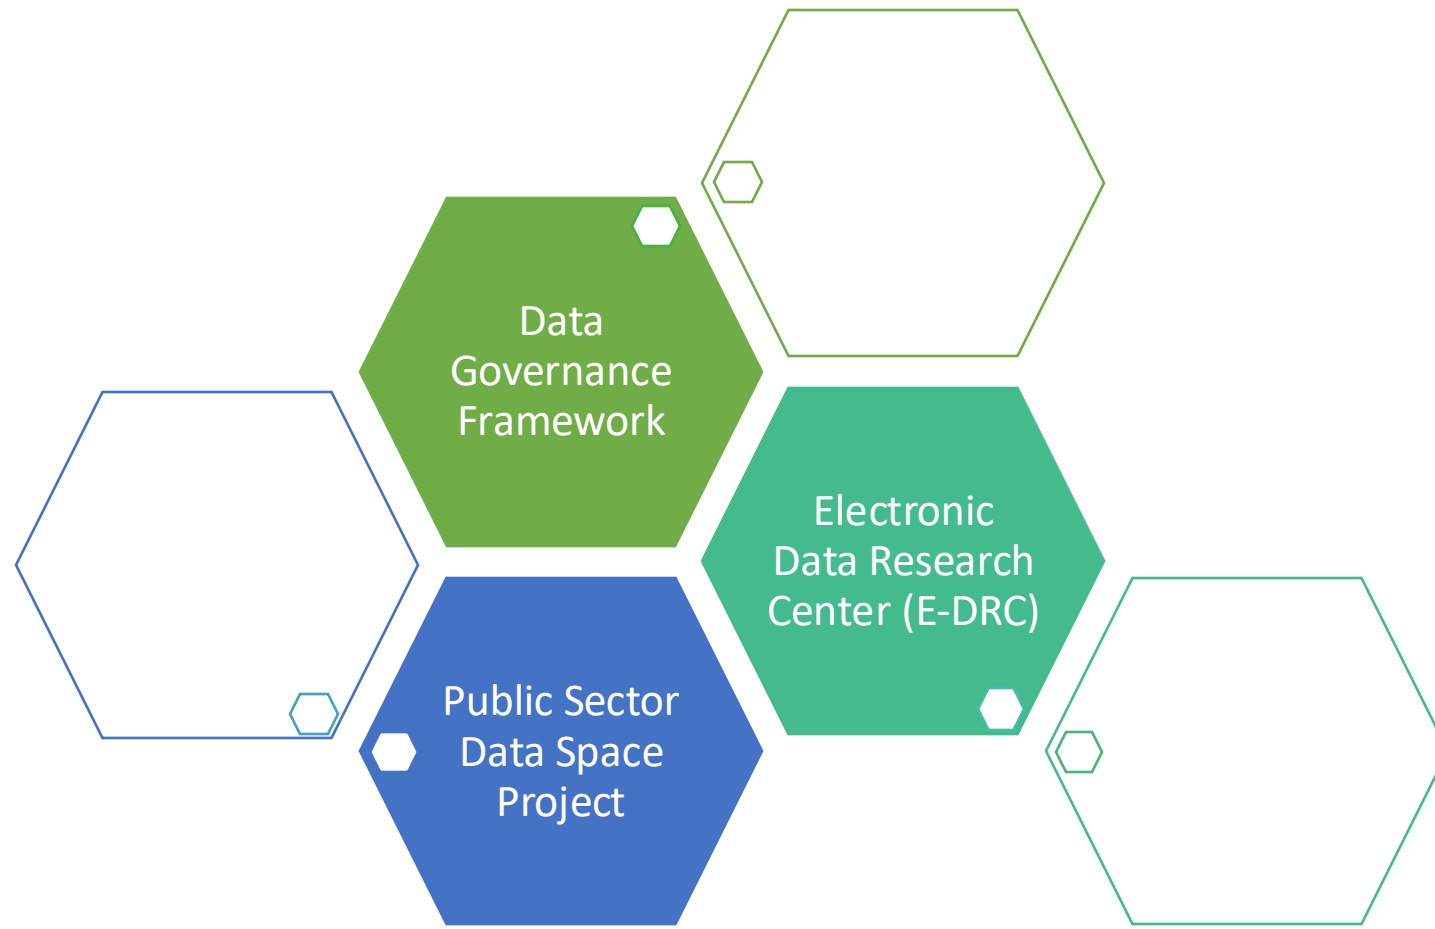 Data
Governance
Framework
Electronic
Data Research
Center (E-DRC)
Public Sector
Data Space
Project